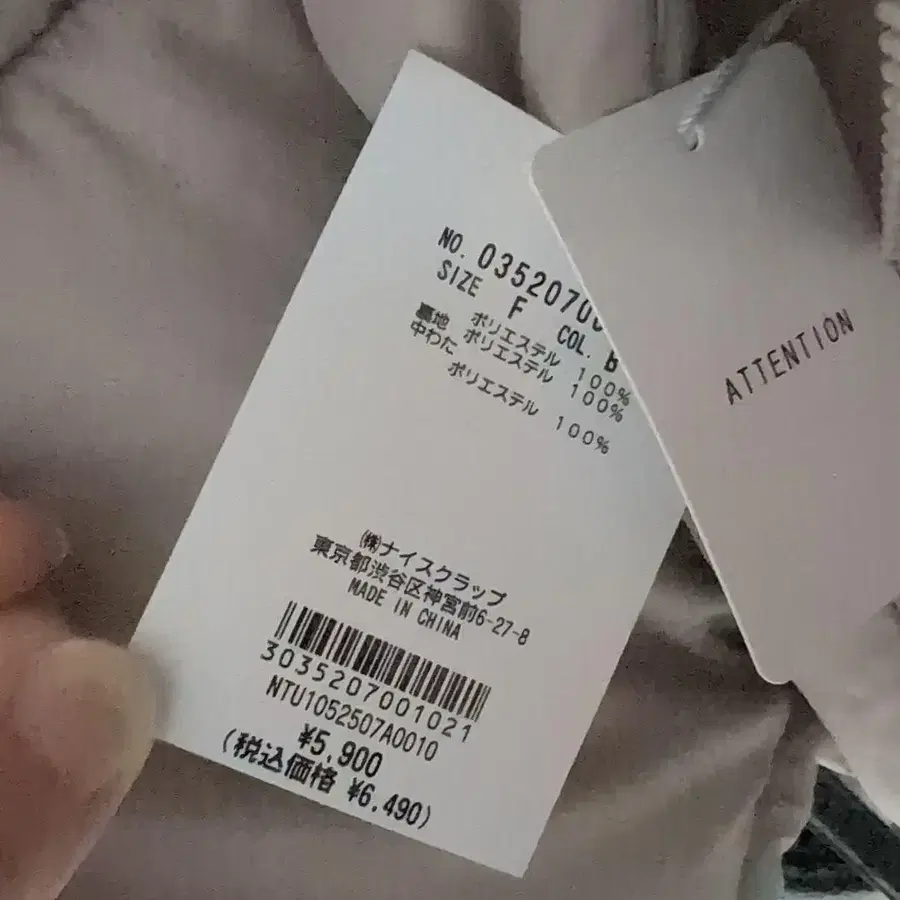 NO. 0352070
SIZE F COL.
ポリエステル 100%
裏地 ポリエステル 100%
中わた
ポリエステル 100%
㈱ナイスクラップ
東京都渋谷区神宮前6-27-8
MADE IN CHINA
3035207001021
NTU1052507A0010
¥5,900
(税込価格 ¥6,490)
ATTENTION